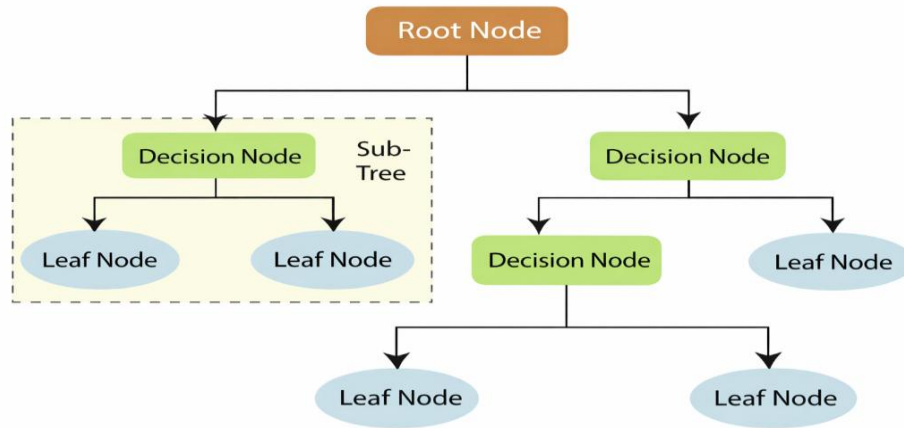 Root Node
Decision Node
Sub-
Tree
Decision Node
Leaf Node
Leaf Node
Decision Node
Leaf Node
Leaf Node
Leaf Node